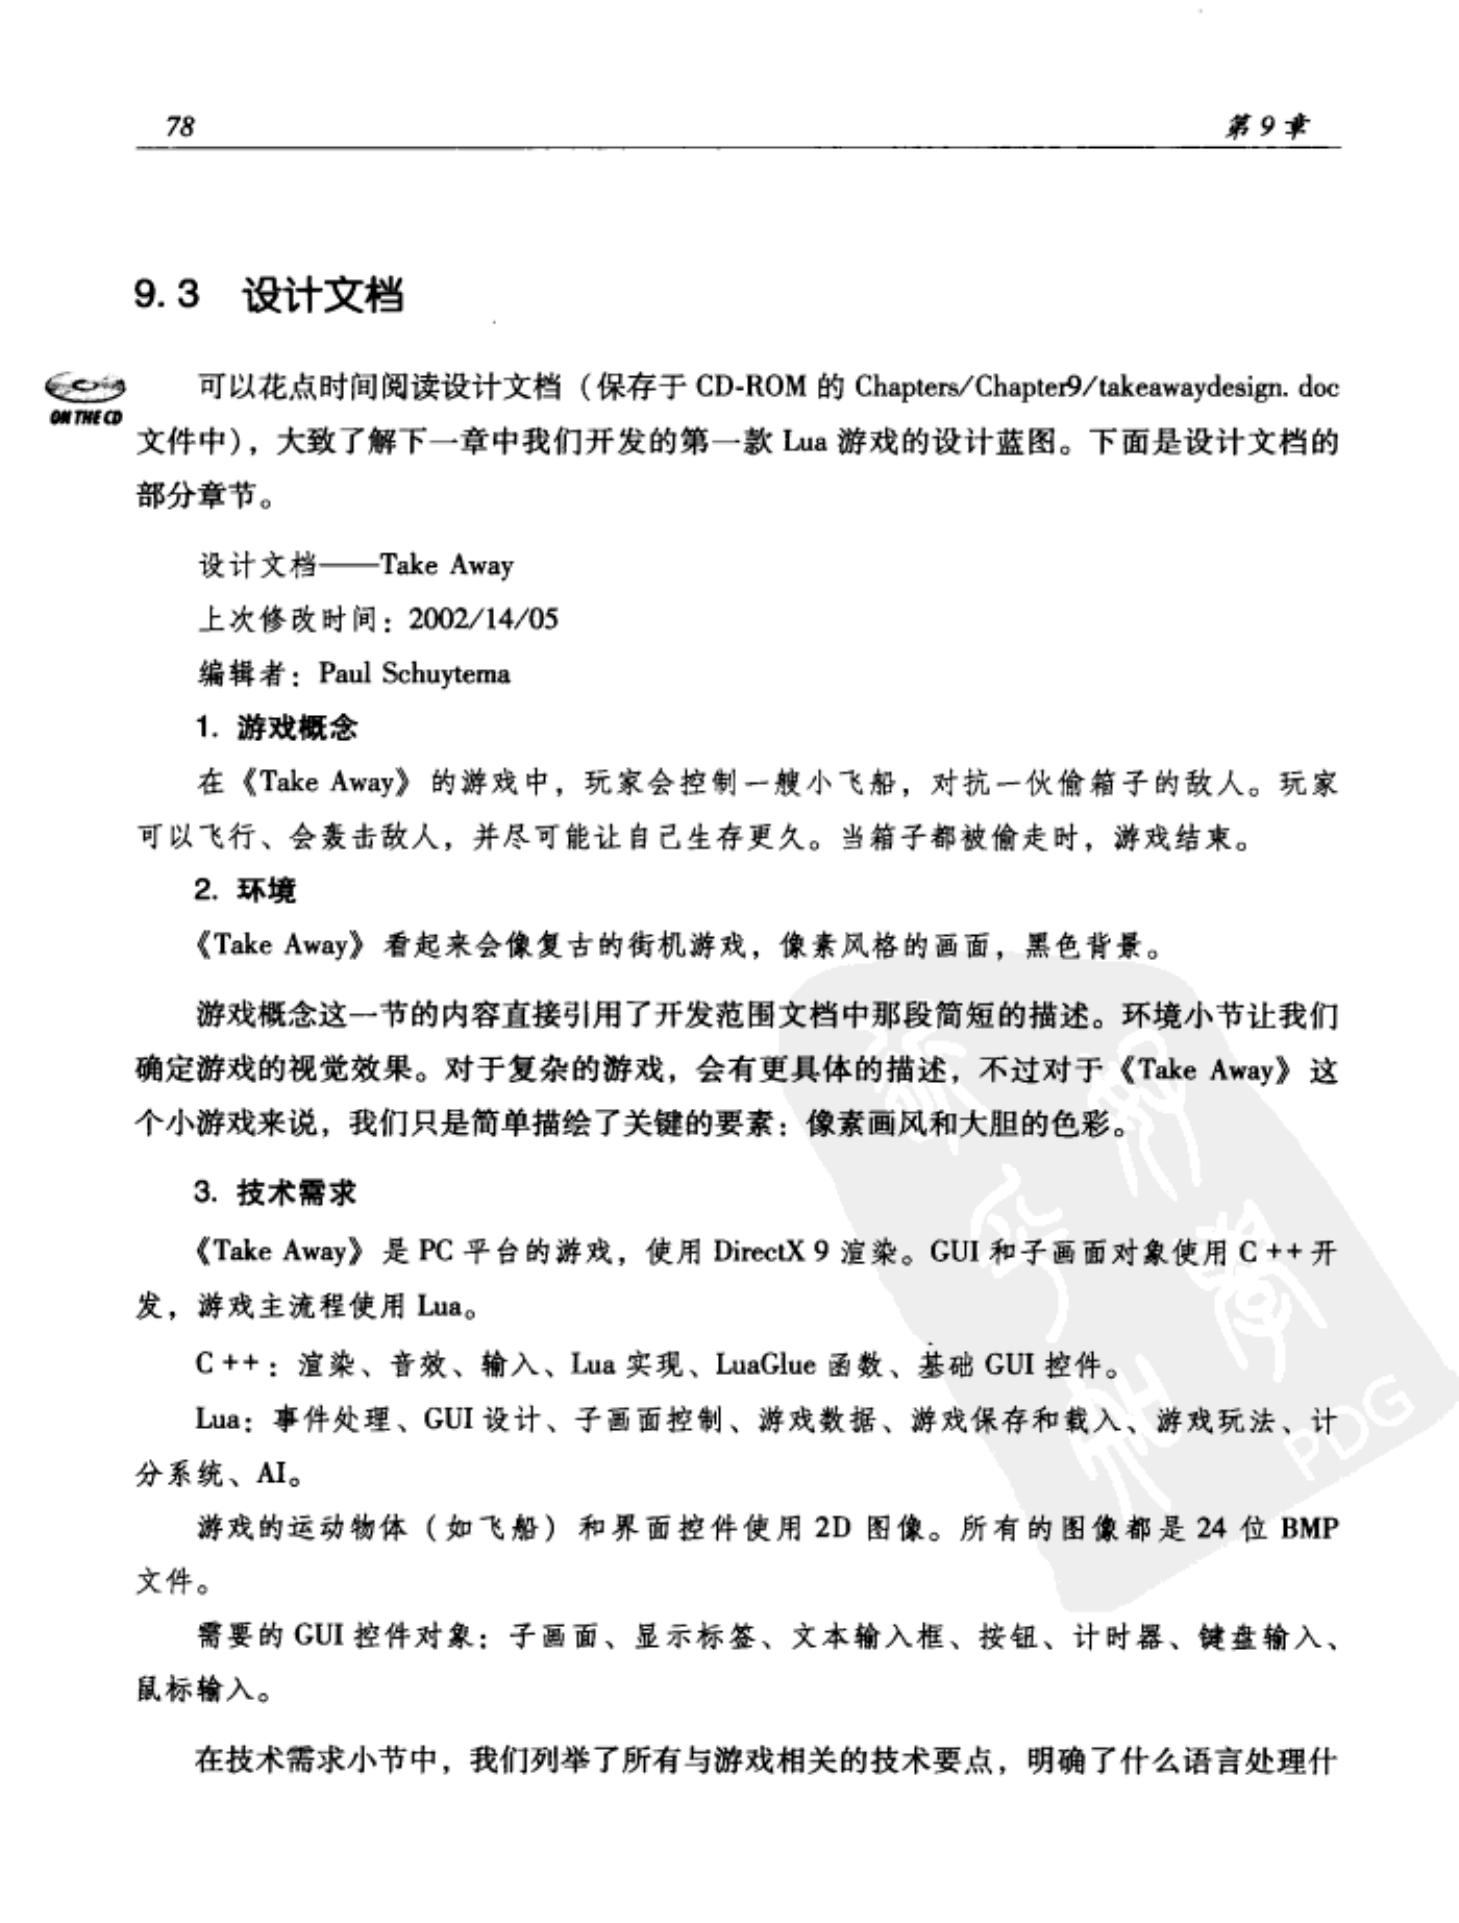 78
第9章
9.3 设计文档
ON THE CD
可以花点时间阅读设计文档（保存于 CD-ROM 的 Chapters/Chapter9/takeawaydesign. doc
文件中），大致了解下一章中我们开发的第一款 Lua 游戏的设计蓝图。下面是设计文档的
部分章节。
设计文档——Take Away
上次修改时间：2002/14/05
编辑者：Paul Schuytema
1. 游戏概念
在《Take Away》的游戏中，玩家会控制一艘小飞船，对抗一伙偷箱子的敌人。玩家
可以飞行、会轰击敌人，并尽可能让自己生存更久。当箱子都被偷走时，游戏结束。
2. 环境
《Take Away》看起来会像复古的街机游戏，像素风格的画面，黑色背景。
游戏概念这一节的内容直接引用了开发范围文档中那段简短的描述。环境小节让我们
确定游戏的视觉效果。对于复杂的游戏，会有更具体的描述，不过对于《Take Away》这
个小游戏来说，我们只是简单描绘了关键的要素：像素画风和大胆的色彩。
3. 技术需求
《Take Away》是 PC 平台的游戏，使用 DirectX 9 渲染。GUI 和子画面对象使用 C++ 开
发，游戏主流程使用 Lua。
C++：渲染、音效、输入、Lua 实现、LuaGlue 函数、基础 GUI 控件。
Lua：事件处理、GUI 设计、子画面控制、游戏数据、游戏保存和载入、游戏玩法、计
分系统、AI。
游戏的运动物体（如飞船）和界面控件使用 2D 图像。所有的图像都是 24 位 BMP
文件。
需要的 GUI 控件对象：子画面、显示标签、文本输入框、按钮、计时器、键盘输入、
鼠标输入。
在技术需求小节中，我们列举了所有与游戏相关的技术要点，明确了什么语言处理什
PDG